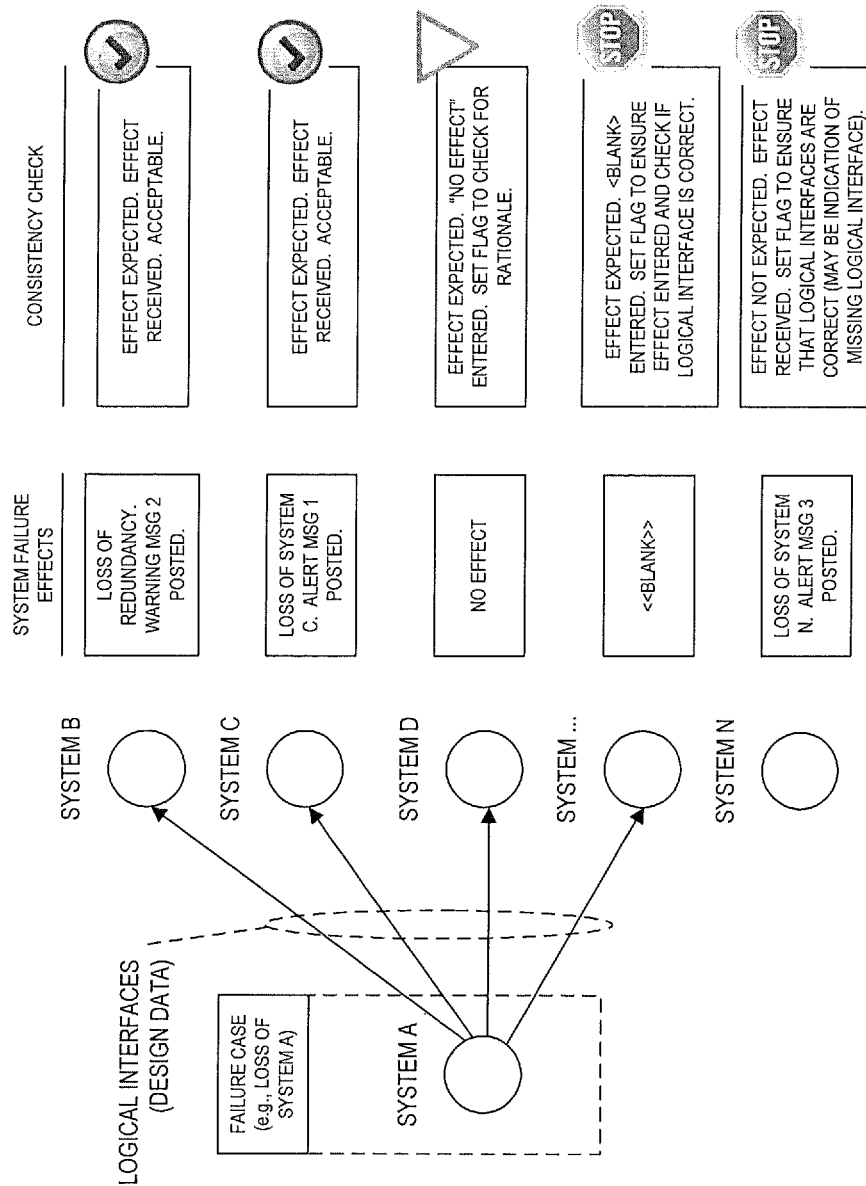 LOGICAL INTERFACES
(DESIGN DATA)
FAILURE CASE
(e.g., LOSS OF
SYSTEM A)
SYSTEM A
SYSTEM B
SYSTEM C
SYSTEM D
SYSTEM ...
SYSTEM N
SYSTEM FAILURE
EFFECTS
LOSS OF
REDUNDANCY.
WARNING MSG 2
POSTED.
LOSS OF SYSTEM
C. ALERT MSG 1
POSTED.
NO EFFECT
<<BLANK>>
LOSS OF SYSTEM
N. ALERT MSG 3
POSTED.
CONSISTENCY CHECK
EFFECT EXPECTED. EFFECT
RECEIVED. ACCEPTABLE.
EFFECT EXPECTED. EFFECT
RECEIVED. ACCEPTABLE.
EFFECT EXPECTED. "NO EFFECT"
ENTERED. SET FLAG TO CHECK FOR
RATIONALE.
EFFECT EXPECTED. <BLANK>
ENTERED. SET FLAG TO ENSURE
EFFECT ENTERED AND CHECK IF
LOGICAL INTERFACE IS CORRECT.
STOP
EFFECT NOT EXPECTED. EFFECT
RECEIVED. SET FLAG TO ENSURE
THAT LOGICAL INTERFACES ARE
CORRECT (MAY BE INDICATION OF
MISSING LOGICAL INTERFACE).
STOP